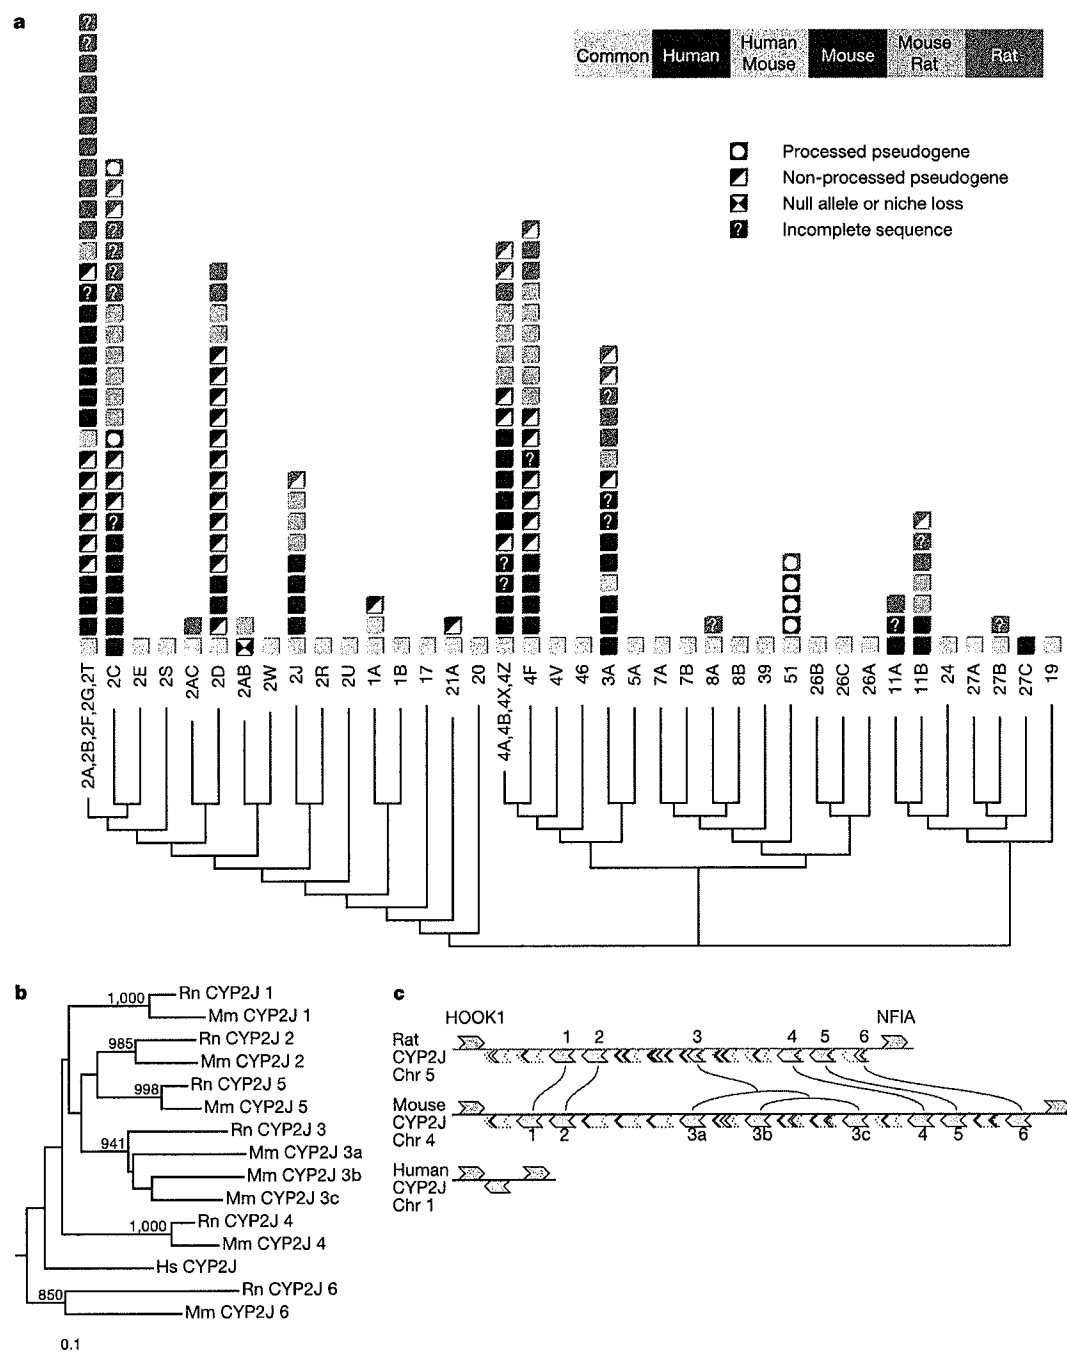 a
Common Human Human Mouse Mouse Mouse Rat Rat
Processed pseudogene
Non-processed pseudogene
Null allele or niche loss
? Incomplete sequence
2A,2B,2F,2G,2T
2C
2E
2S
2AC
2D
2AB
2W
2J
2R
2U
1A
1B
17
21A
20
4A,4B,4X,4Z
4F
4V
46
3A
5A
7A
7B
8A
8B
39
51
26B
26C
26A
11A
11B
24
27A
27B
27C
19
b
1,000 Rn CYP2J 1
Mm CYP2J 1
985 Rn CYP2J 2
Mm CYP2J 2
998 Rn CYP2J 5
Mm CYP2J 5
941 Rn CYP2J 3
Mm CYP2J 3a
Mm CYP2J 3b
Mm CYP2J 3c
1,000 Rn CYP2J 4
Mm CYP2J 4
Hs CYP2J
850 Rn CYP2J 6
Mm CYP2J 6
0.1
c
HOOK1 NFIA
Rat 1 2 3 4 5 6
CYP2J
Chr 5
Mouse
CYP2J
Chr 4
1 2 3a 3b 3c 4 5 6
Human
CYP2J
Chr 1